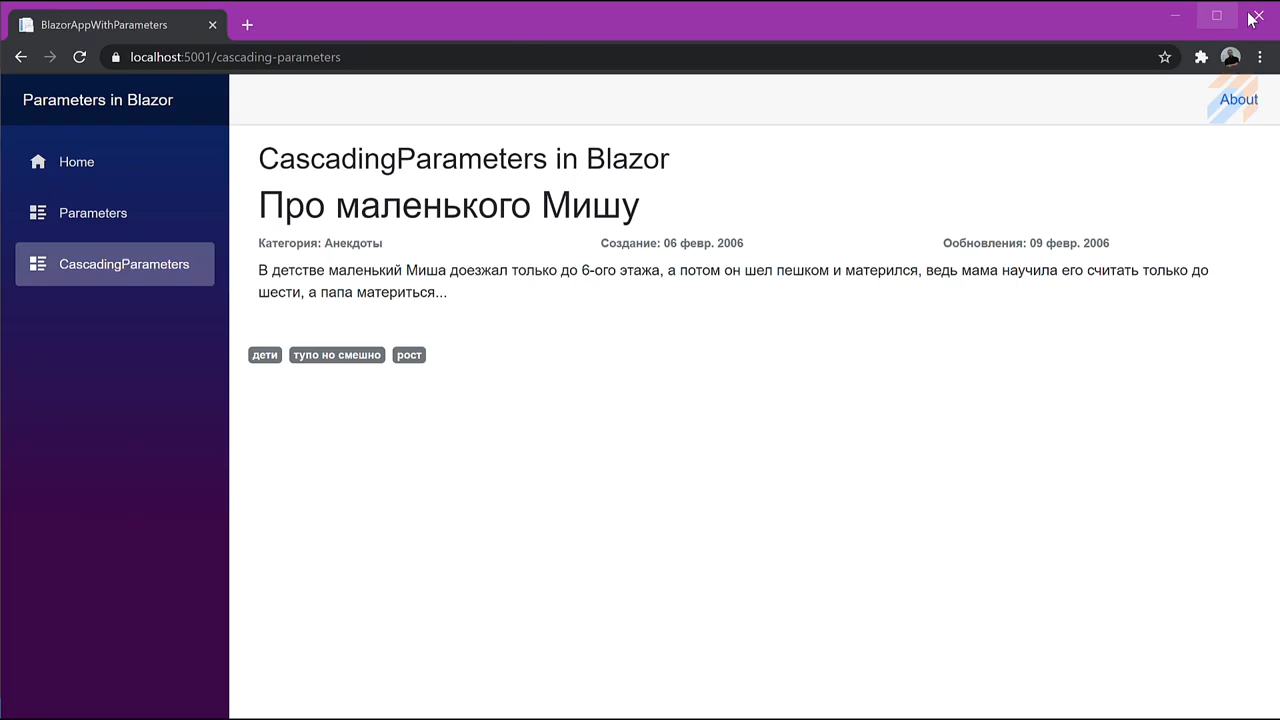 BlazorAppWithParameters
localhost:5001/cascading-parameters
Parameters in Blazor
About
Home
Parameters
CascadingParameters
CascadingParameters in Blazor
Про маленького Мишу
Категория: Анекдоты Создание: 06 февр. 2006 Ообновления: 09 февр. 2006
В детстве маленький Миша доезжал только до 6-ого этажа, а потом он шел пешком и матерился, ведь мама научила его считать только до
шести, а папа материться...
дети тупо но смешно рост